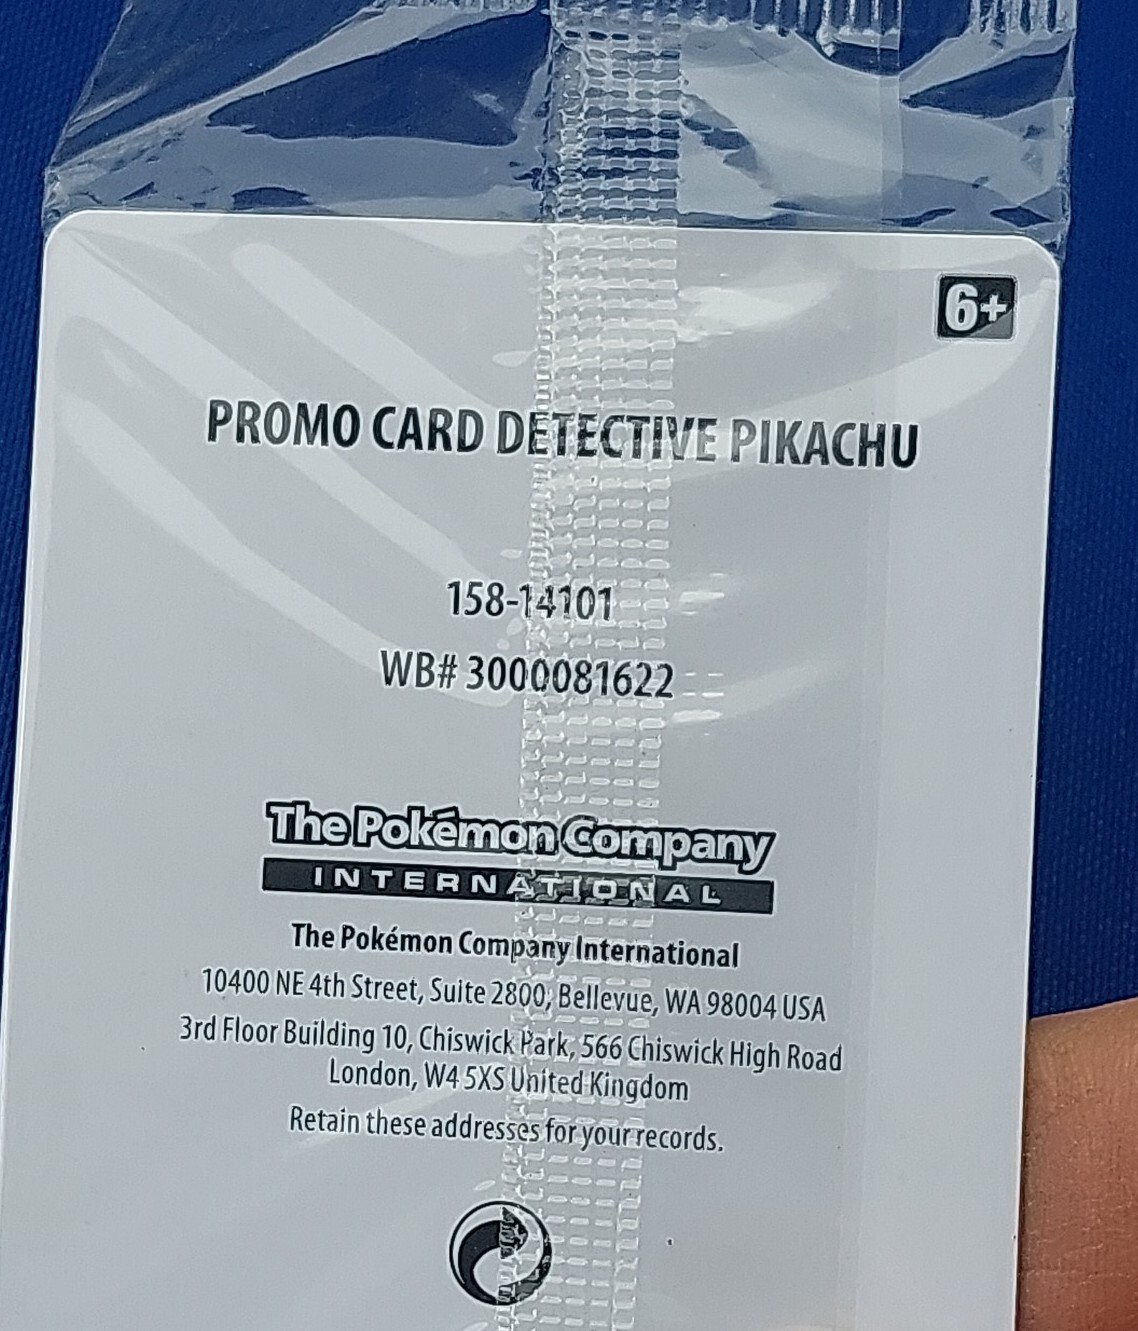 6+
PROMO CARD DETECTIVE PIKACHU
158-14101
WB# 3000081622
The Pokémon Company
INTERNATIONAL
The Pokémon Company International
10400 NE 4th Street, Suite 2800, Bellevue, WA 98004 USA
3rd Floor Building 10, Chiswick Park, 566 Chiswick High Road
London, W4 5XS United Kingdom
Retain these addresses for your records.